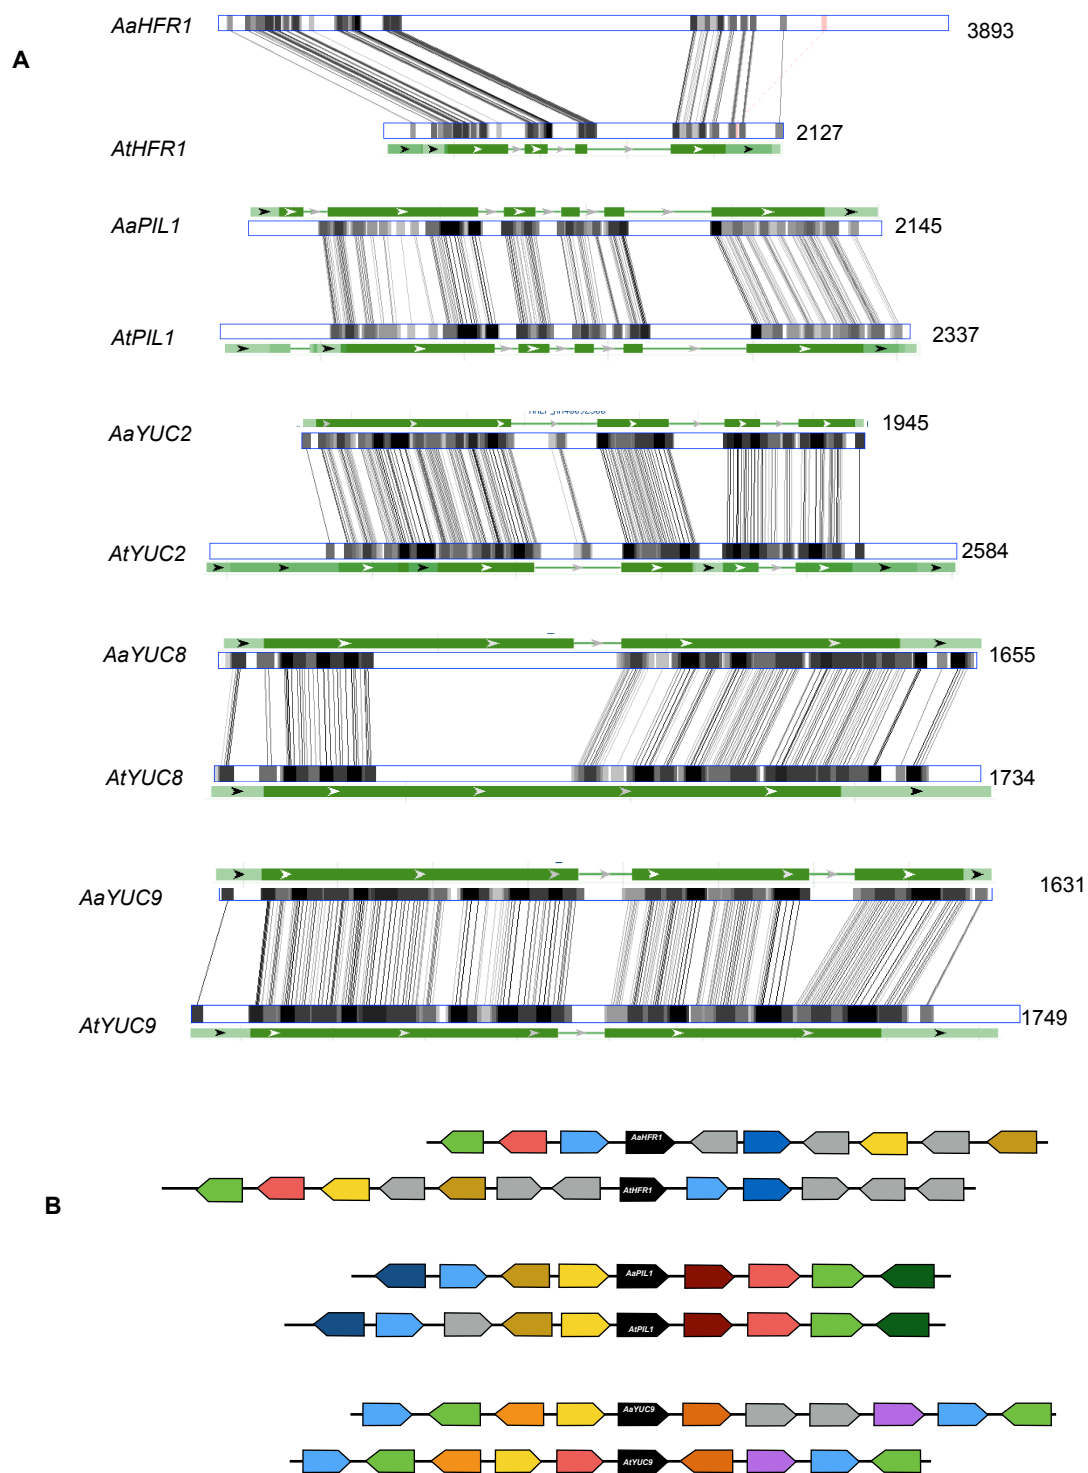 AaHFR1
3893
A
2127
AtHFR1
AaPIL1
2145
AtPIL1
2337
AaYUC2
1945
AtYUC2
2584
AaYUC8
1655
AtYUC8
1734
AaYUC9
1631
AtYUC9
1749
AaHFR1
B
AtHFR1
AaPIL1
AtPIL1
AaYUC9
AtYUC9